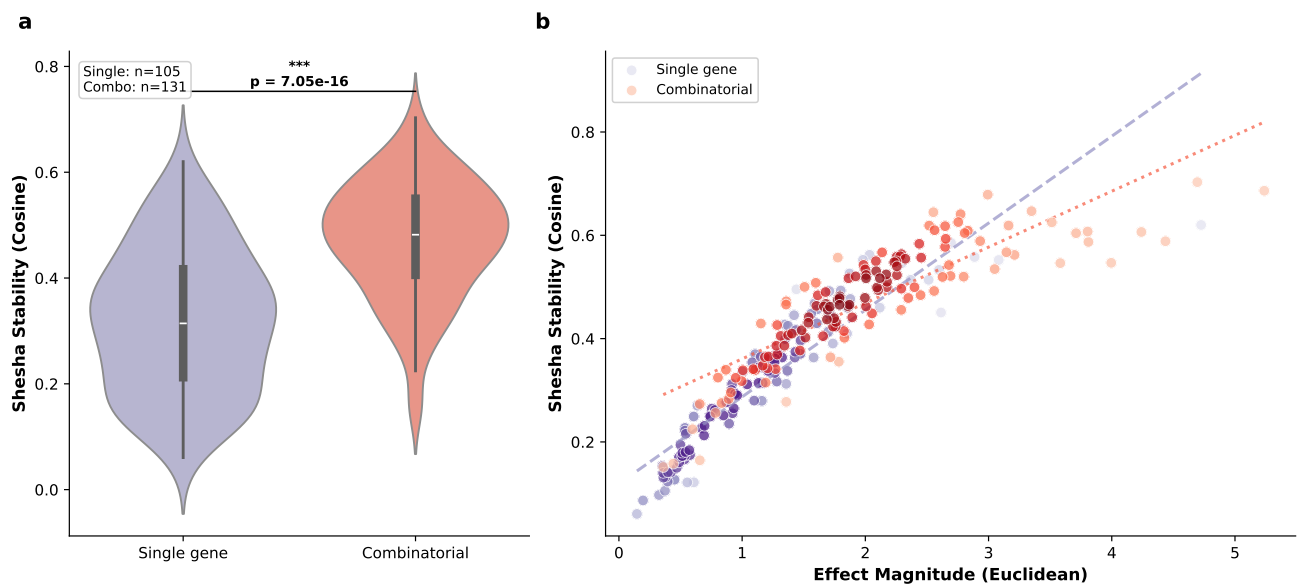 a
Single: n=105
Combo: n=131
***
p = 7.05e-16
Shesha Stability (Cosine)
0.8
0.6
0.4
0.2
0.0
Single gene
Combinatorial
b
Single gene
Combinatorial
Shesha Stability (Cosine)
0.8
0.6
0.4
0.2
0
1
2
3
4
5
Effect Magnitude (Euclidean)